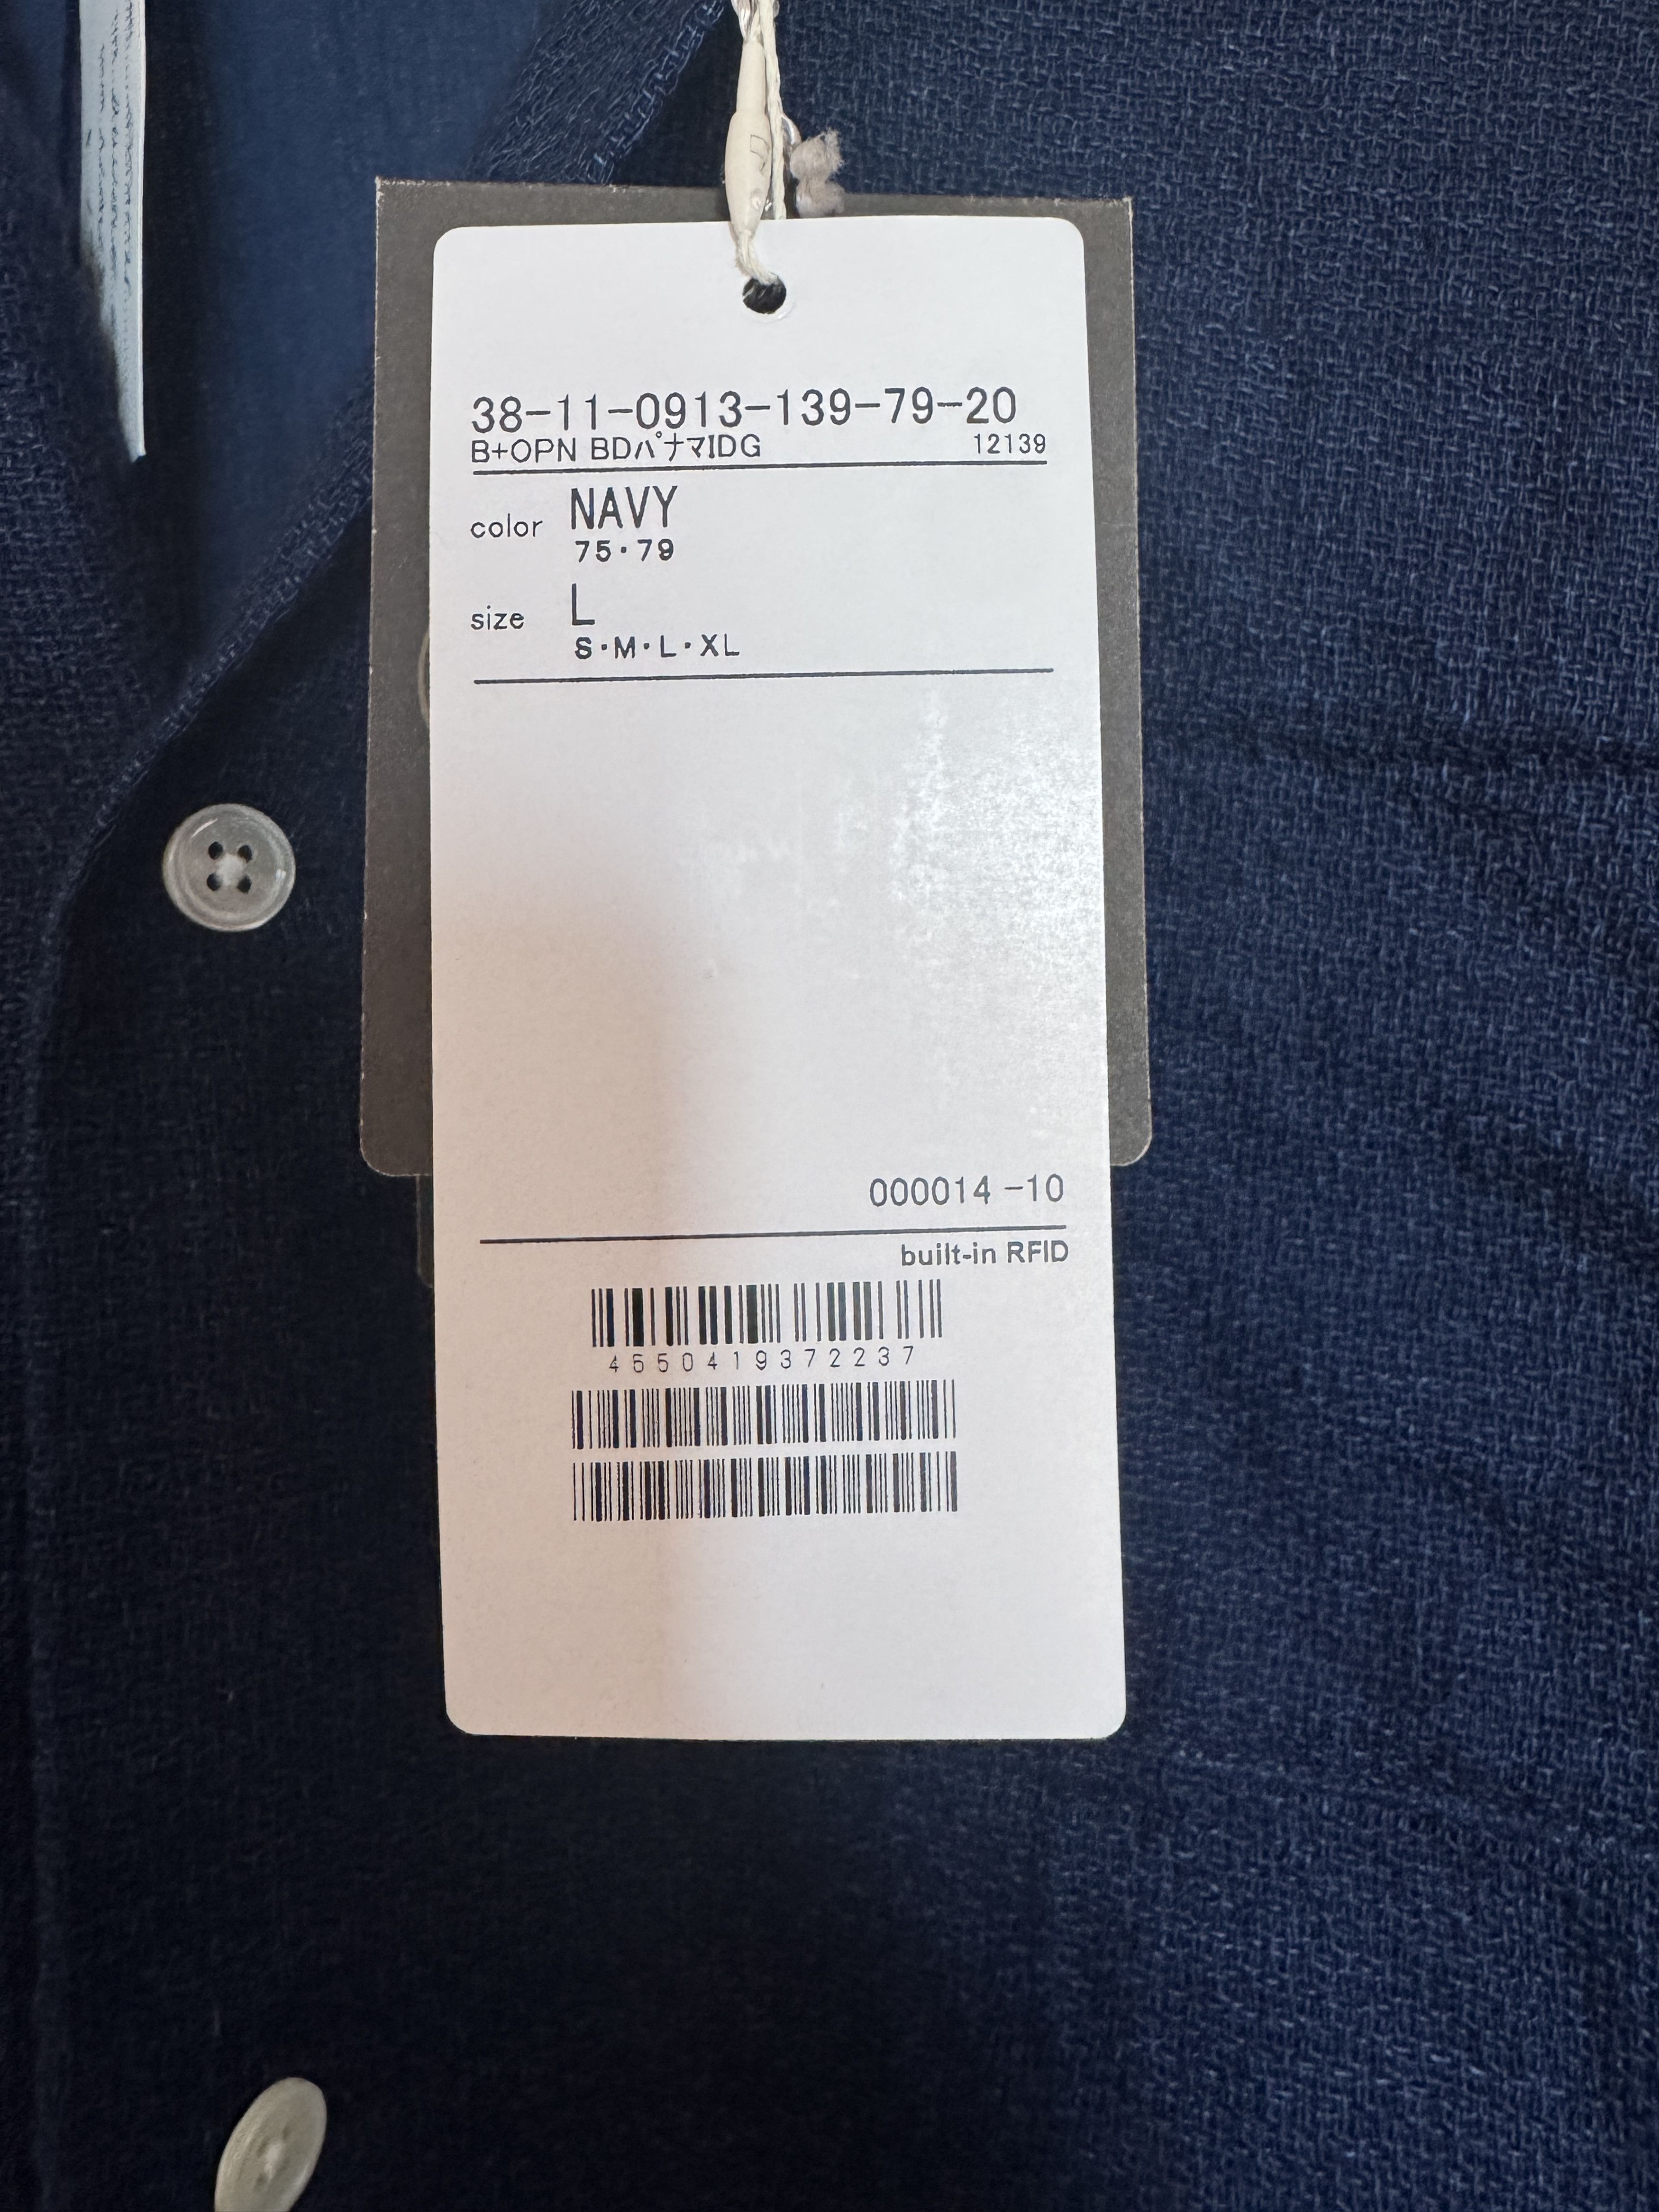 38-11-0913-139-79-20
B+OPN BDパナマIDG 12139
color NAVY
75・79
size L
S・M・L・XL
000014 -10
built-in RFID
4550419372237